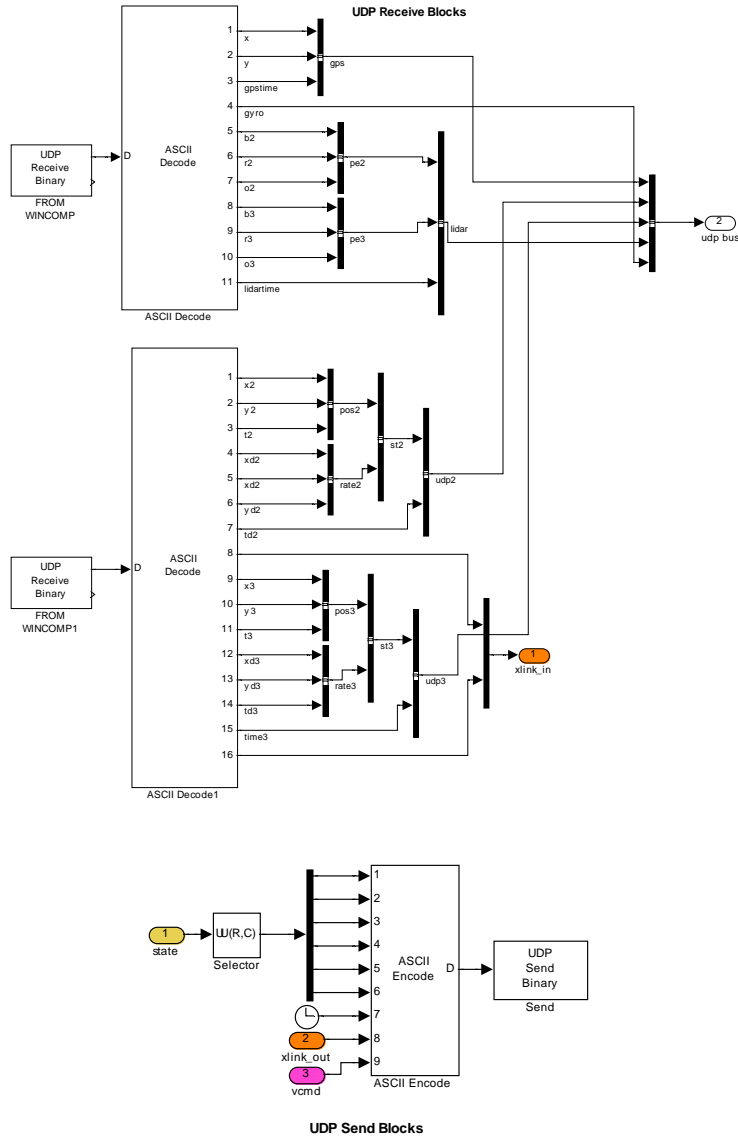 UDP Receive Blocks
UDP
Receive
Binary
FROM
WINCOMP
D
ASCII
Decode
1
x
2
y
3
gpstime
4
gyro
5
b2
6
r2
7
o2
8
b3
9
r3
10
o3
11
lidartime
ASCII Decode
gps
pe2
pe3
lidar
2
udp bus
UDP
Receive
Binary
FROM
WINCOMP1
D
ASCII
Decode
1
x2
2
y2
3
t2
4
xd2
5
xd2
6
yd2
7
td2
8
9
x3
10
y3
11
t3
12
xd3
13
yd3
14
td3
15
time3
16
ASCII Decode1
pos2
rate2
st2
udp2
pos3
rate3
st3
udp3
1
xlink_in
1
state
U(R,C)
Selector
2
xlink_out
3
vcmd
1
2
3
4
5
6
7
8
9
ASCII
Encode
D
ASCII Encode
UDP
Send
Binary
Send
UDP Send Blocks